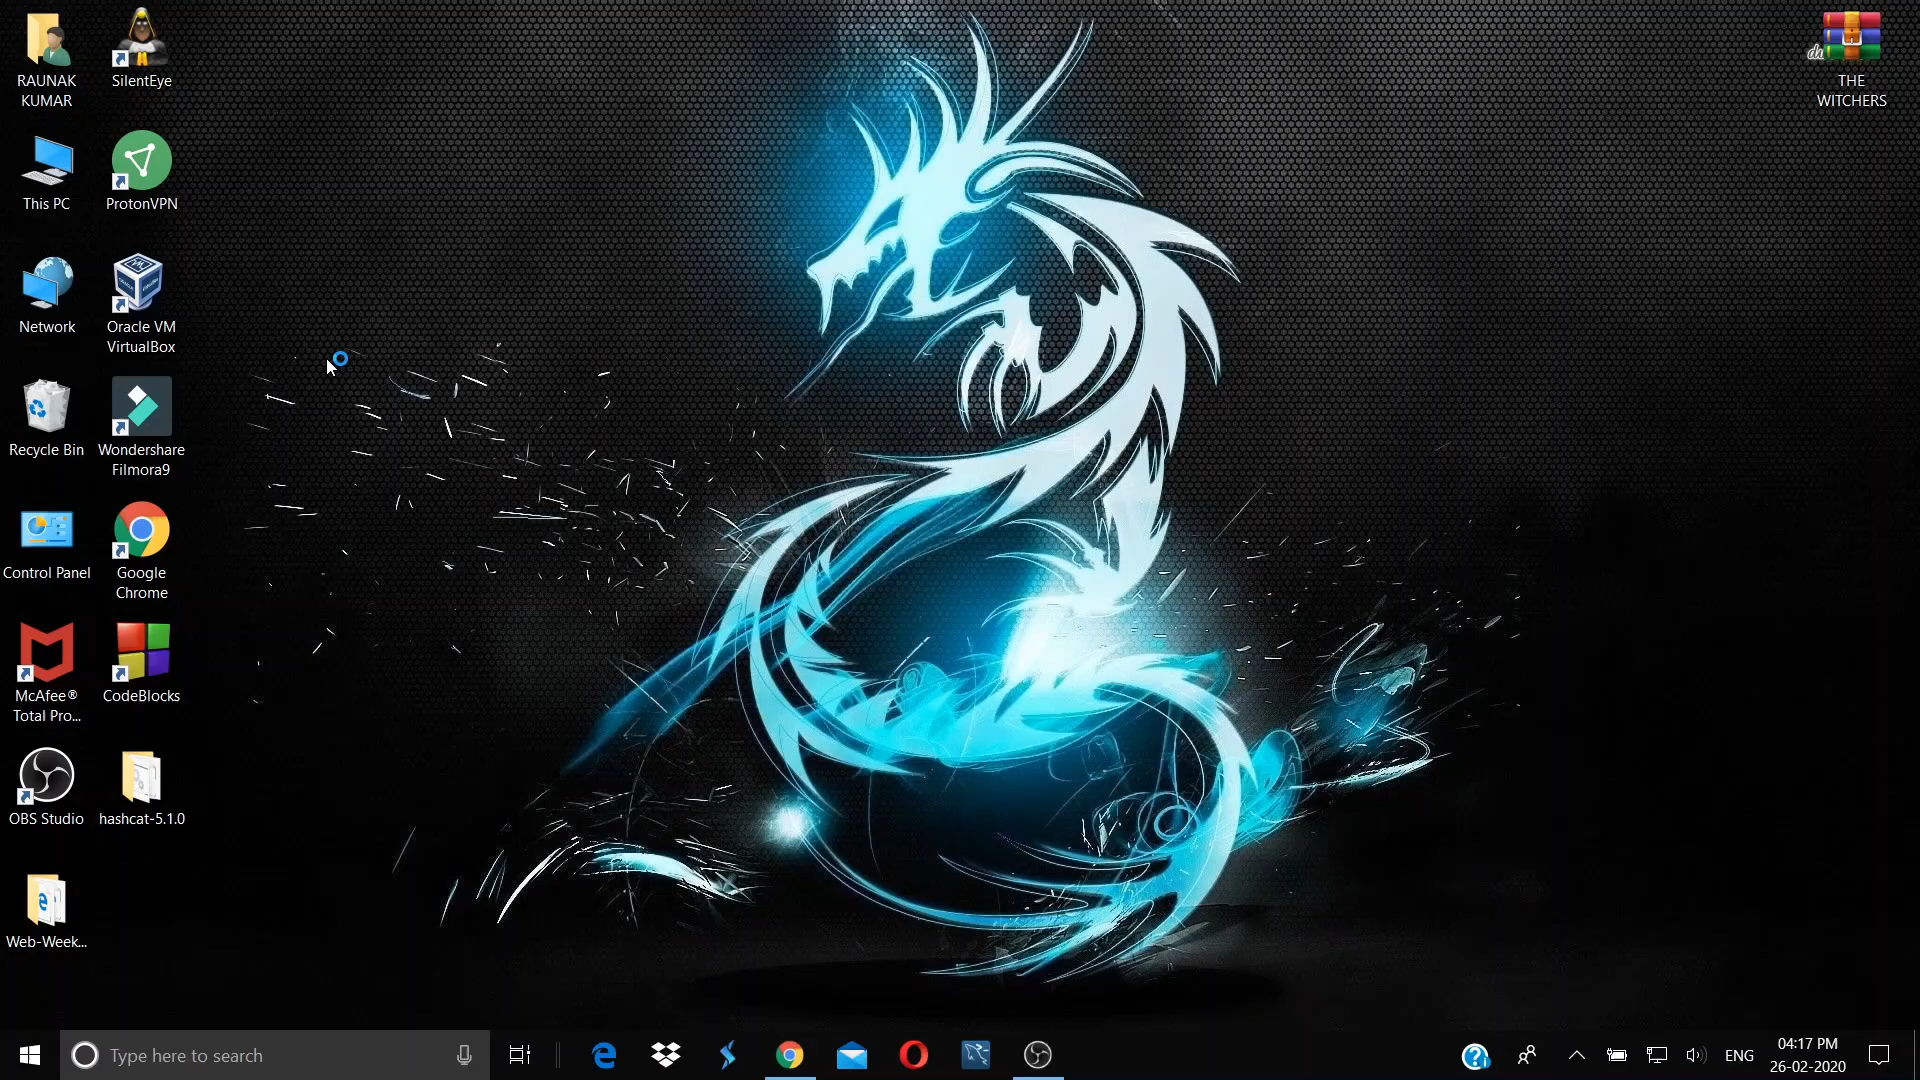 RAUNAK
KUMAR
SilentEye
THE
WITCHERS
This PC
ProtonVPN
Network
Oracle VM
VirtualBox
Recycle Bin
Wondershare
Filmora9
Control Panel
Google
Chrome
McAfee®
Total Pro...
CodeBlocks
OBS Studio
hashcat-5.1.0
Web-Week...
Type here to search
ENG
04:17 PM
26-02-2020